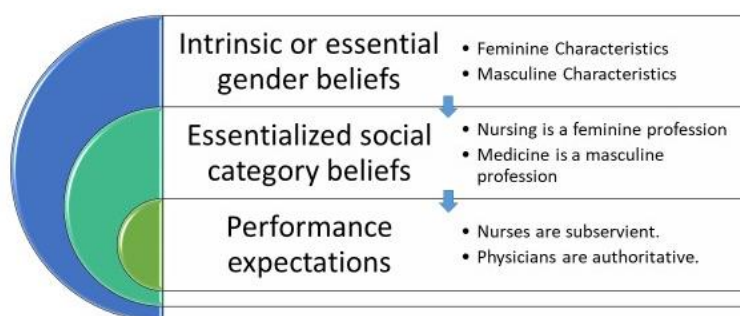 Intrinsic or essential
gender beliefs
• Feminine Characteristics
• Masculine Characteristics
Essentialized social
category beliefs
• Nursing is a feminine profession
• Medicine is a masculine
profession
Performance
expectations
• Nurses are subservient.
• Physicians are authoritative.